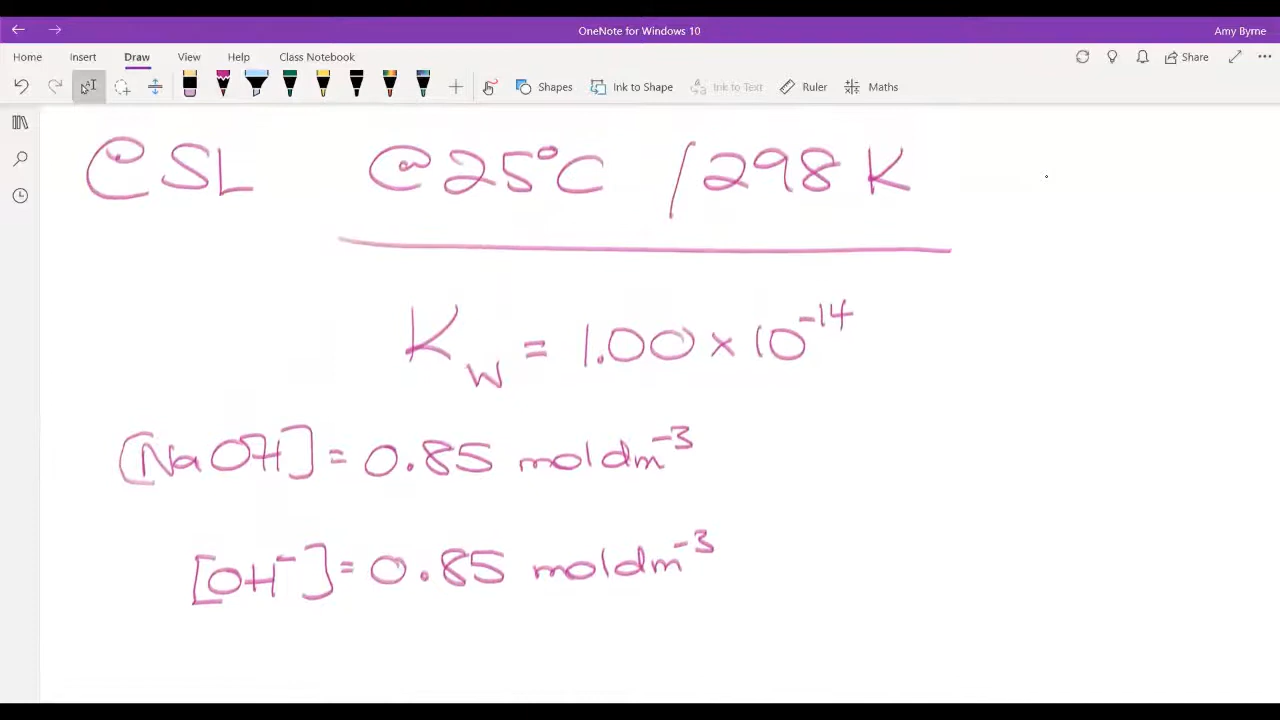 OneNote for Windows 10
Amy Byrne
Home Insert Draw View Help Class Notebook
Share
Shapes Ink to Shape Ink to Text Ruler Maths
@SL @25°C / 298 K
Kw = 1.00 × 10⁻¹⁴
[NaOH] = 0.85 moldm⁻³
[OH⁻] = 0.85 moldm⁻³